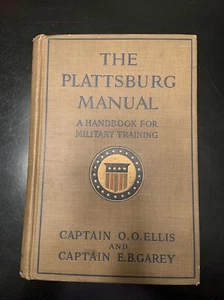 THE
PLATTSBURG
MANUAL
A HANDBOOK FOR
MILITARY TRAINING
CAPTAIN O.O.ELLIS
AND
CAPTAIN E.B.GAREY